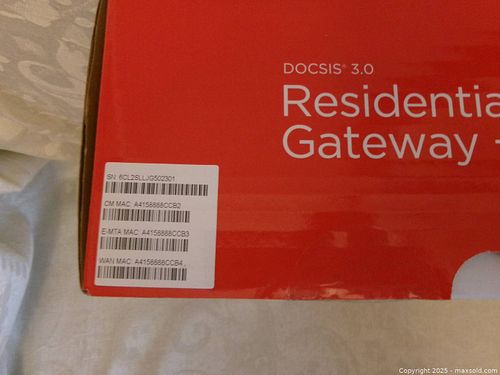 DOCSIS® 3.0
Residentia
Gateway -
SN: 6CL2SLLJG502301
CM MAC: A4156888CCB2
E-MTA MAC: A4156888CCB3
WAN MAC: A4156888CCB4
Copyright 2025 - maxsold.com